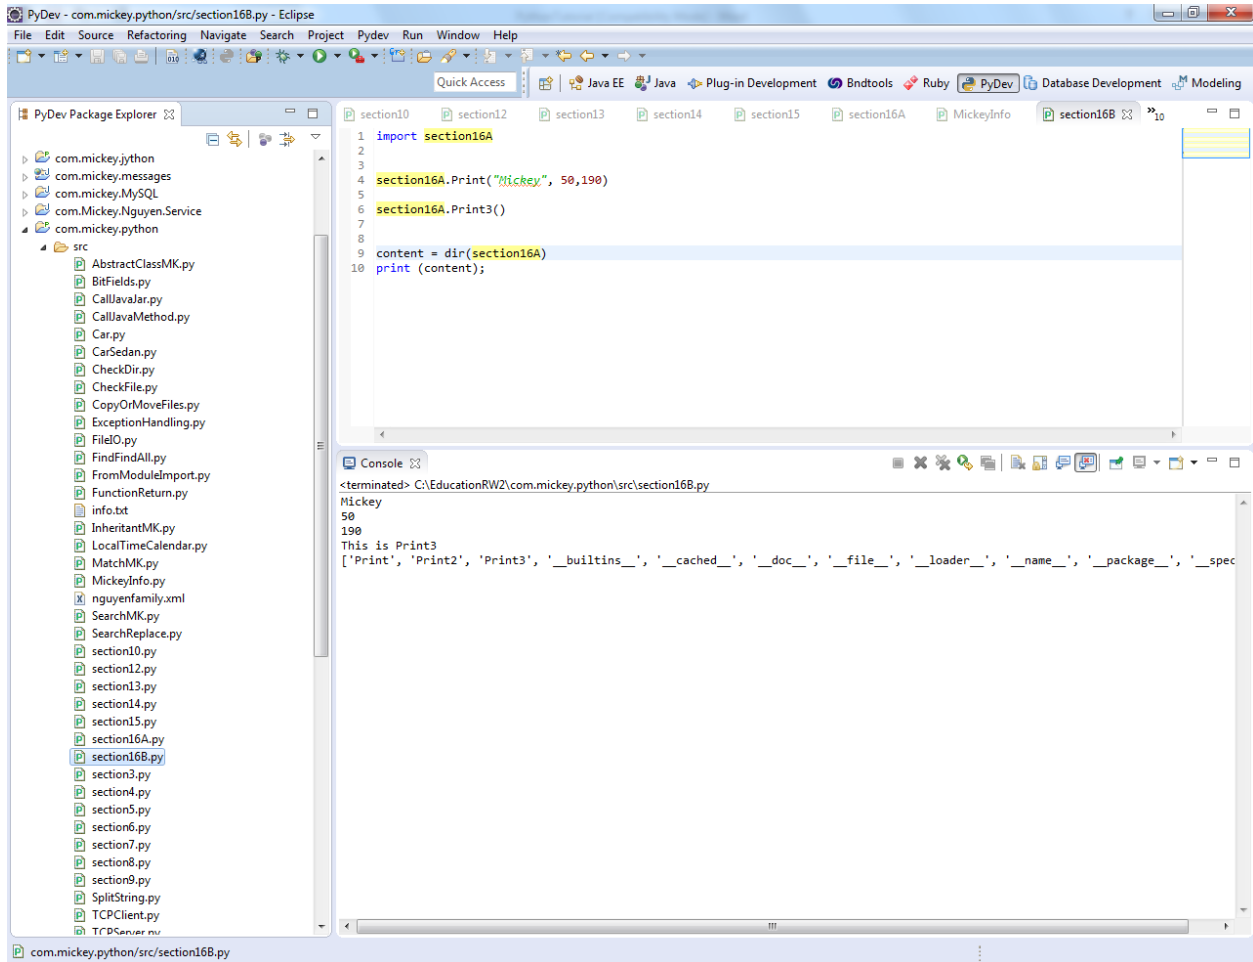 PyDev - com.mickey.python/src/section16B.py - Eclipse
File Edit Source Refactoring Navigate Search Project Pydev Run Window Help
Quick Access Java EE Java Plug-in Development Bndtools Ruby PyDev Database Development Modeling
PyDev Package Explorer
com.mickey.jython
com.mickey.messages
com.mickey.MySQL
com.Mickey.Nguyen.Service
com.mickey.python
src
AbstractClassMK.py
BitFields.py
CallJavaJar.py
CallJavaMethod.py
Car.py
CarSedan.py
CheckDir.py
CheckFile.py
CopyOrMoveFiles.py
ExceptionHandling.py
FileIO.py
FindFindAll.py
FromModuleImport.py
FunctionReturn.py
info.txt
InheritantMK.py
LocalTimeCalendar.py
MatchMK.py
MickeyInfo.py
nguyenfamily.xml
SearchMK.py
SearchReplace.py
section10.py
section12.py
section13.py
section14.py
section15.py
section16A.py
section16B.py
section3.py
section4.py
section5.py
section6.py
section7.py
section8.py
section9.py
SplitString.py
TCPClient.py
TCPServer.py
section10 section12 section13 section14 section15 section16A MickeyInfo section16B »10
1 import section16A
2
3
4 section16A.Print("Mickey", 50,190)
5
6 section16A.Print3()
7
8
9 content = dir(section16A)
10 print (content);
Console
<terminated> C:\EducationRW2\com.mickey.python\src\section16B.py
Mickey
50
190
This is Print3
['Print', 'Print2', 'Print3', '__builtins__', '__cached__', '__doc__', '__file__', '__loader__', '__name__', '__package__', '__spec
com.mickey.python/src/section16B.py